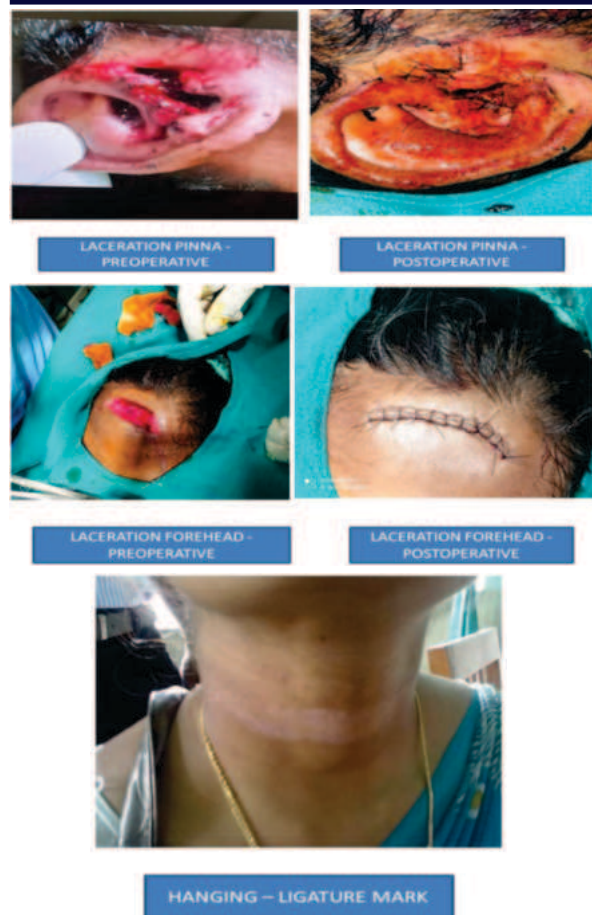 LACERATION PINNA -
PREOPERATIVE
LACERATION PINNA -
POSTOPERATIVE
LACERATION FOREHEAD -
PREOPERATIVE
LACERATION FOREHEAD -
POSTOPERATIVE
HANGING – LIGATURE MARK